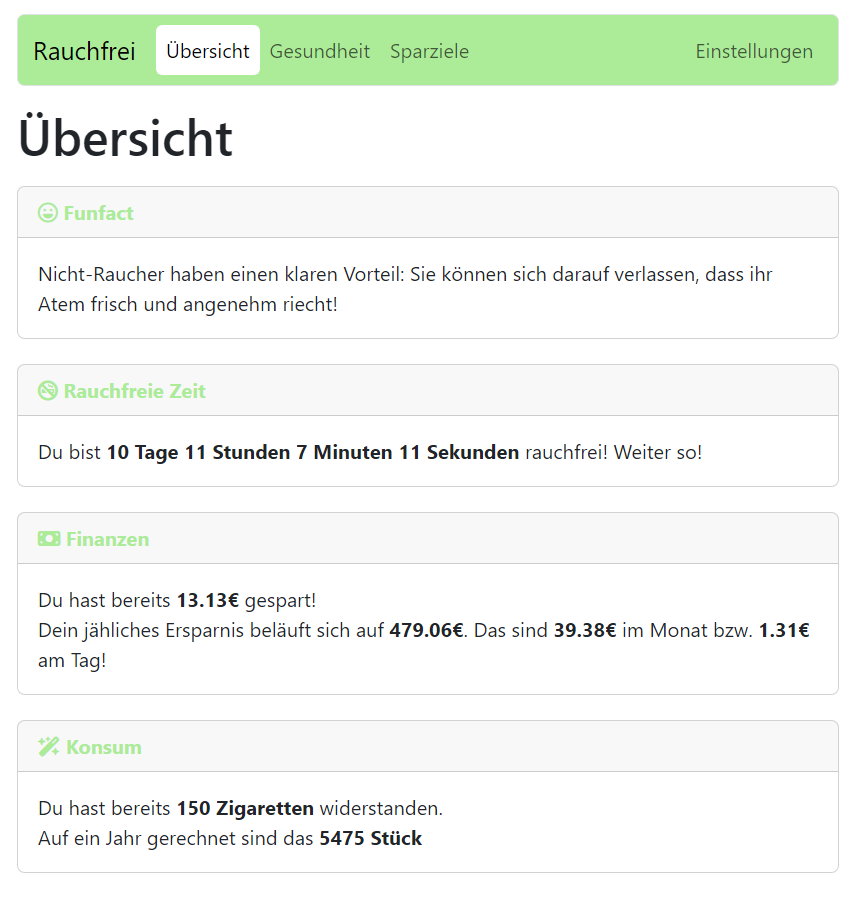 Rauchfrei Übersicht Gesundheit Sparziele Einstellungen
Übersicht
Funfact
Nicht-Raucher haben einen klaren Vorteil: Sie können sich darauf verlassen, dass ihr
Atem frisch und angenehm riecht!
Rauchfreie Zeit
Du bist 10 Tage 11 Stunden 7 Minuten 11 Sekunden rauchfrei! Weiter so!
Finanzen
Du hast bereits 13.13€ gespart!
Dein jähliches Ersparnis beläuft sich auf 479.06€. Das sind 39.38€ im Monat bzw. 1.31€
am Tag!
Konsum
Du hast bereits 150 Zigaretten widerstanden.
Auf ein Jahr gerechnet sind das 5475 Stück